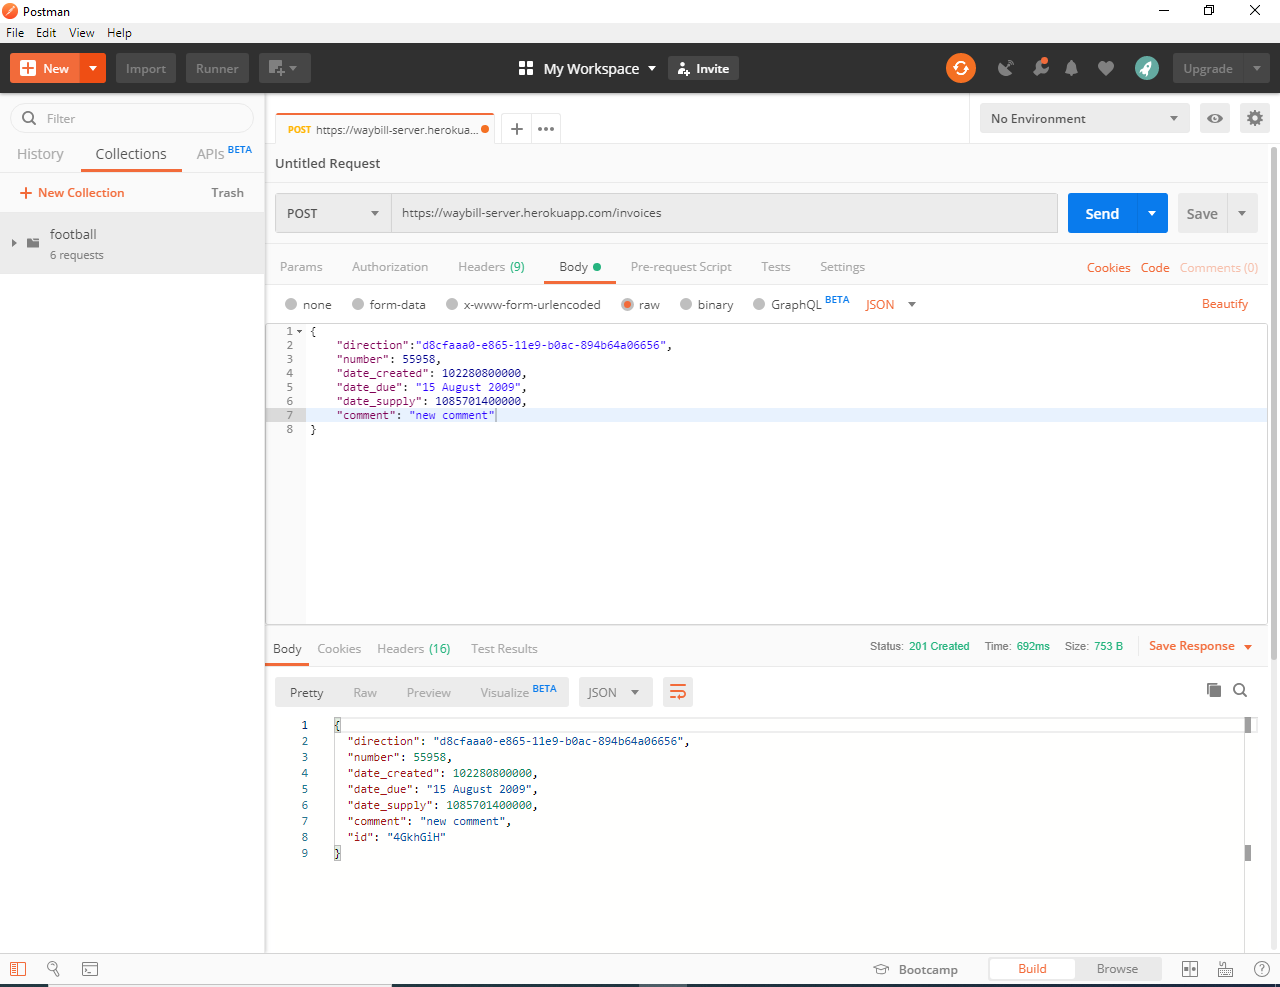 Postman
File Edit View Help
New Import Runner My Workspace Invite Upgrade
Filter
History Collections APIs BETA
New Collection Trash
football
6 requests
POST https://waybill-server.herokua... No Environment
Untitled Request
POST https://waybill-server.herokuapp.com/invoices Send Save
Params Authorization Headers (9) Body Pre-request Script Tests Settings Cookies Code Comments (0)
none form-data x-www-form-urlencoded raw binary GraphQL BETA JSON Beautify
1 {
2 "direction":"d8cfaaa0-e865-11e9-b0ac-894b64a06656",
3 "number": 55958,
4 "date_created": 102280800000,
5 "date_due": "15 August 2009",
6 "date_supply": 1085701400000,
7 "comment": "new comment"
8 }
Body Cookies Headers (16) Test Results Status: 201 Created Time: 692ms Size: 753 B Save Response
Pretty Raw Preview Visualize BETA JSON
1 {
2 "direction": "d8cfaaa0-e865-11e9-b0ac-894b64a06656",
3 "number": 55958,
4 "date_created": 102280800000,
5 "date_due": "15 August 2009",
6 "date_supply": 1085701400000,
7 "comment": "new comment",
8 "id": "4GkhGiH"
9 }
Bootcamp Build Browse